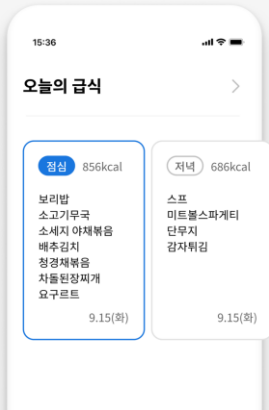 15:36
오늘의 급식
점심 856kcal
보리밥
소고기무국
소세지 야채볶음
배추김치
청경채볶음
차돌된장찌개
요구르트
9.15(화)
저녁 686kcal
스프
미트볼스파게티
단무지
감자튀김
9.15(화)